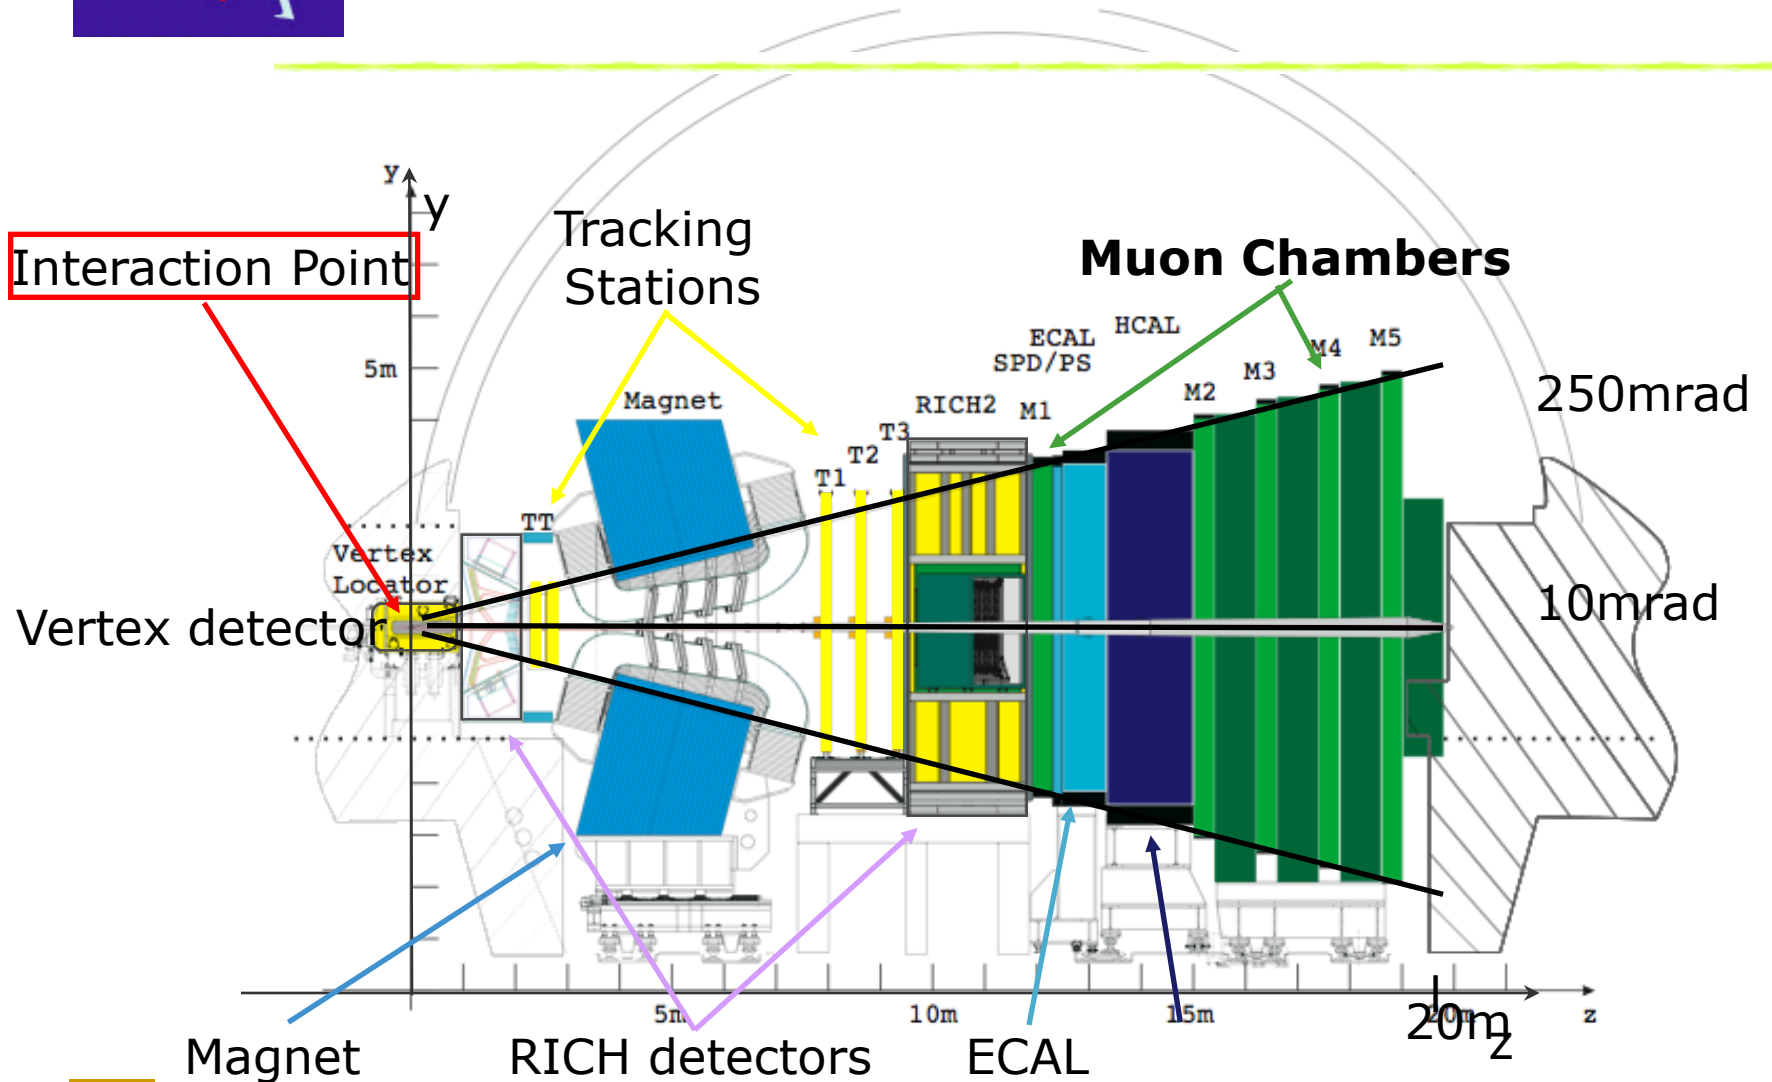 y
y
Interaction Point
Tracking
Stations
Muon Chambers
HCAL
ECAL
SPD/PS
M5
M4
M3
M2
5m
250mrad
Magnet
RICH2
M1
T3
T2
T1
TT
Vertex
Locator
10mrad
Vertex detector
5m
10m
15m
20m
z
20m
z
Magnet
RICH detectors
ECAL